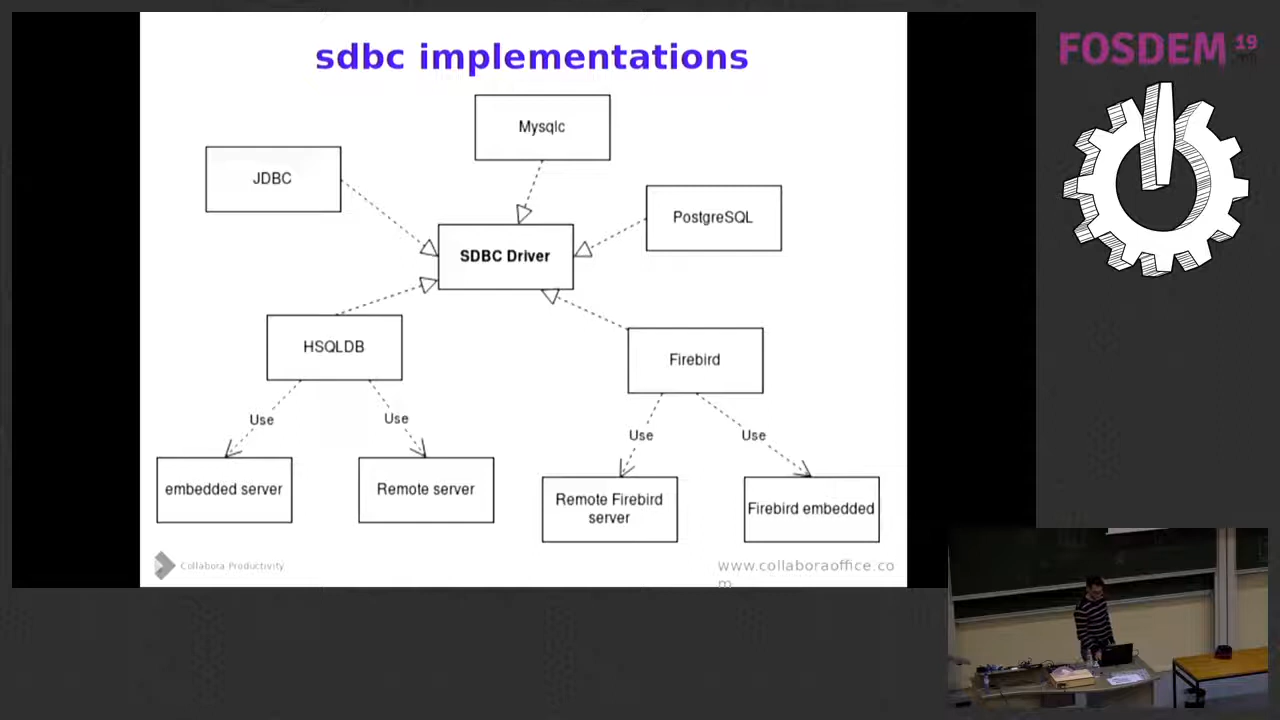 sdbc implementations
FOSDEM 19
Mysqlc
JDBC
PostgreSQL
SDBC Driver
HSQLDB
Firebird
Use
Use
Use
Use
embedded server
Remote server
Remote Firebird
server
Firebird embedded
Collabora Productivity
www.collaboraoffice.co
m